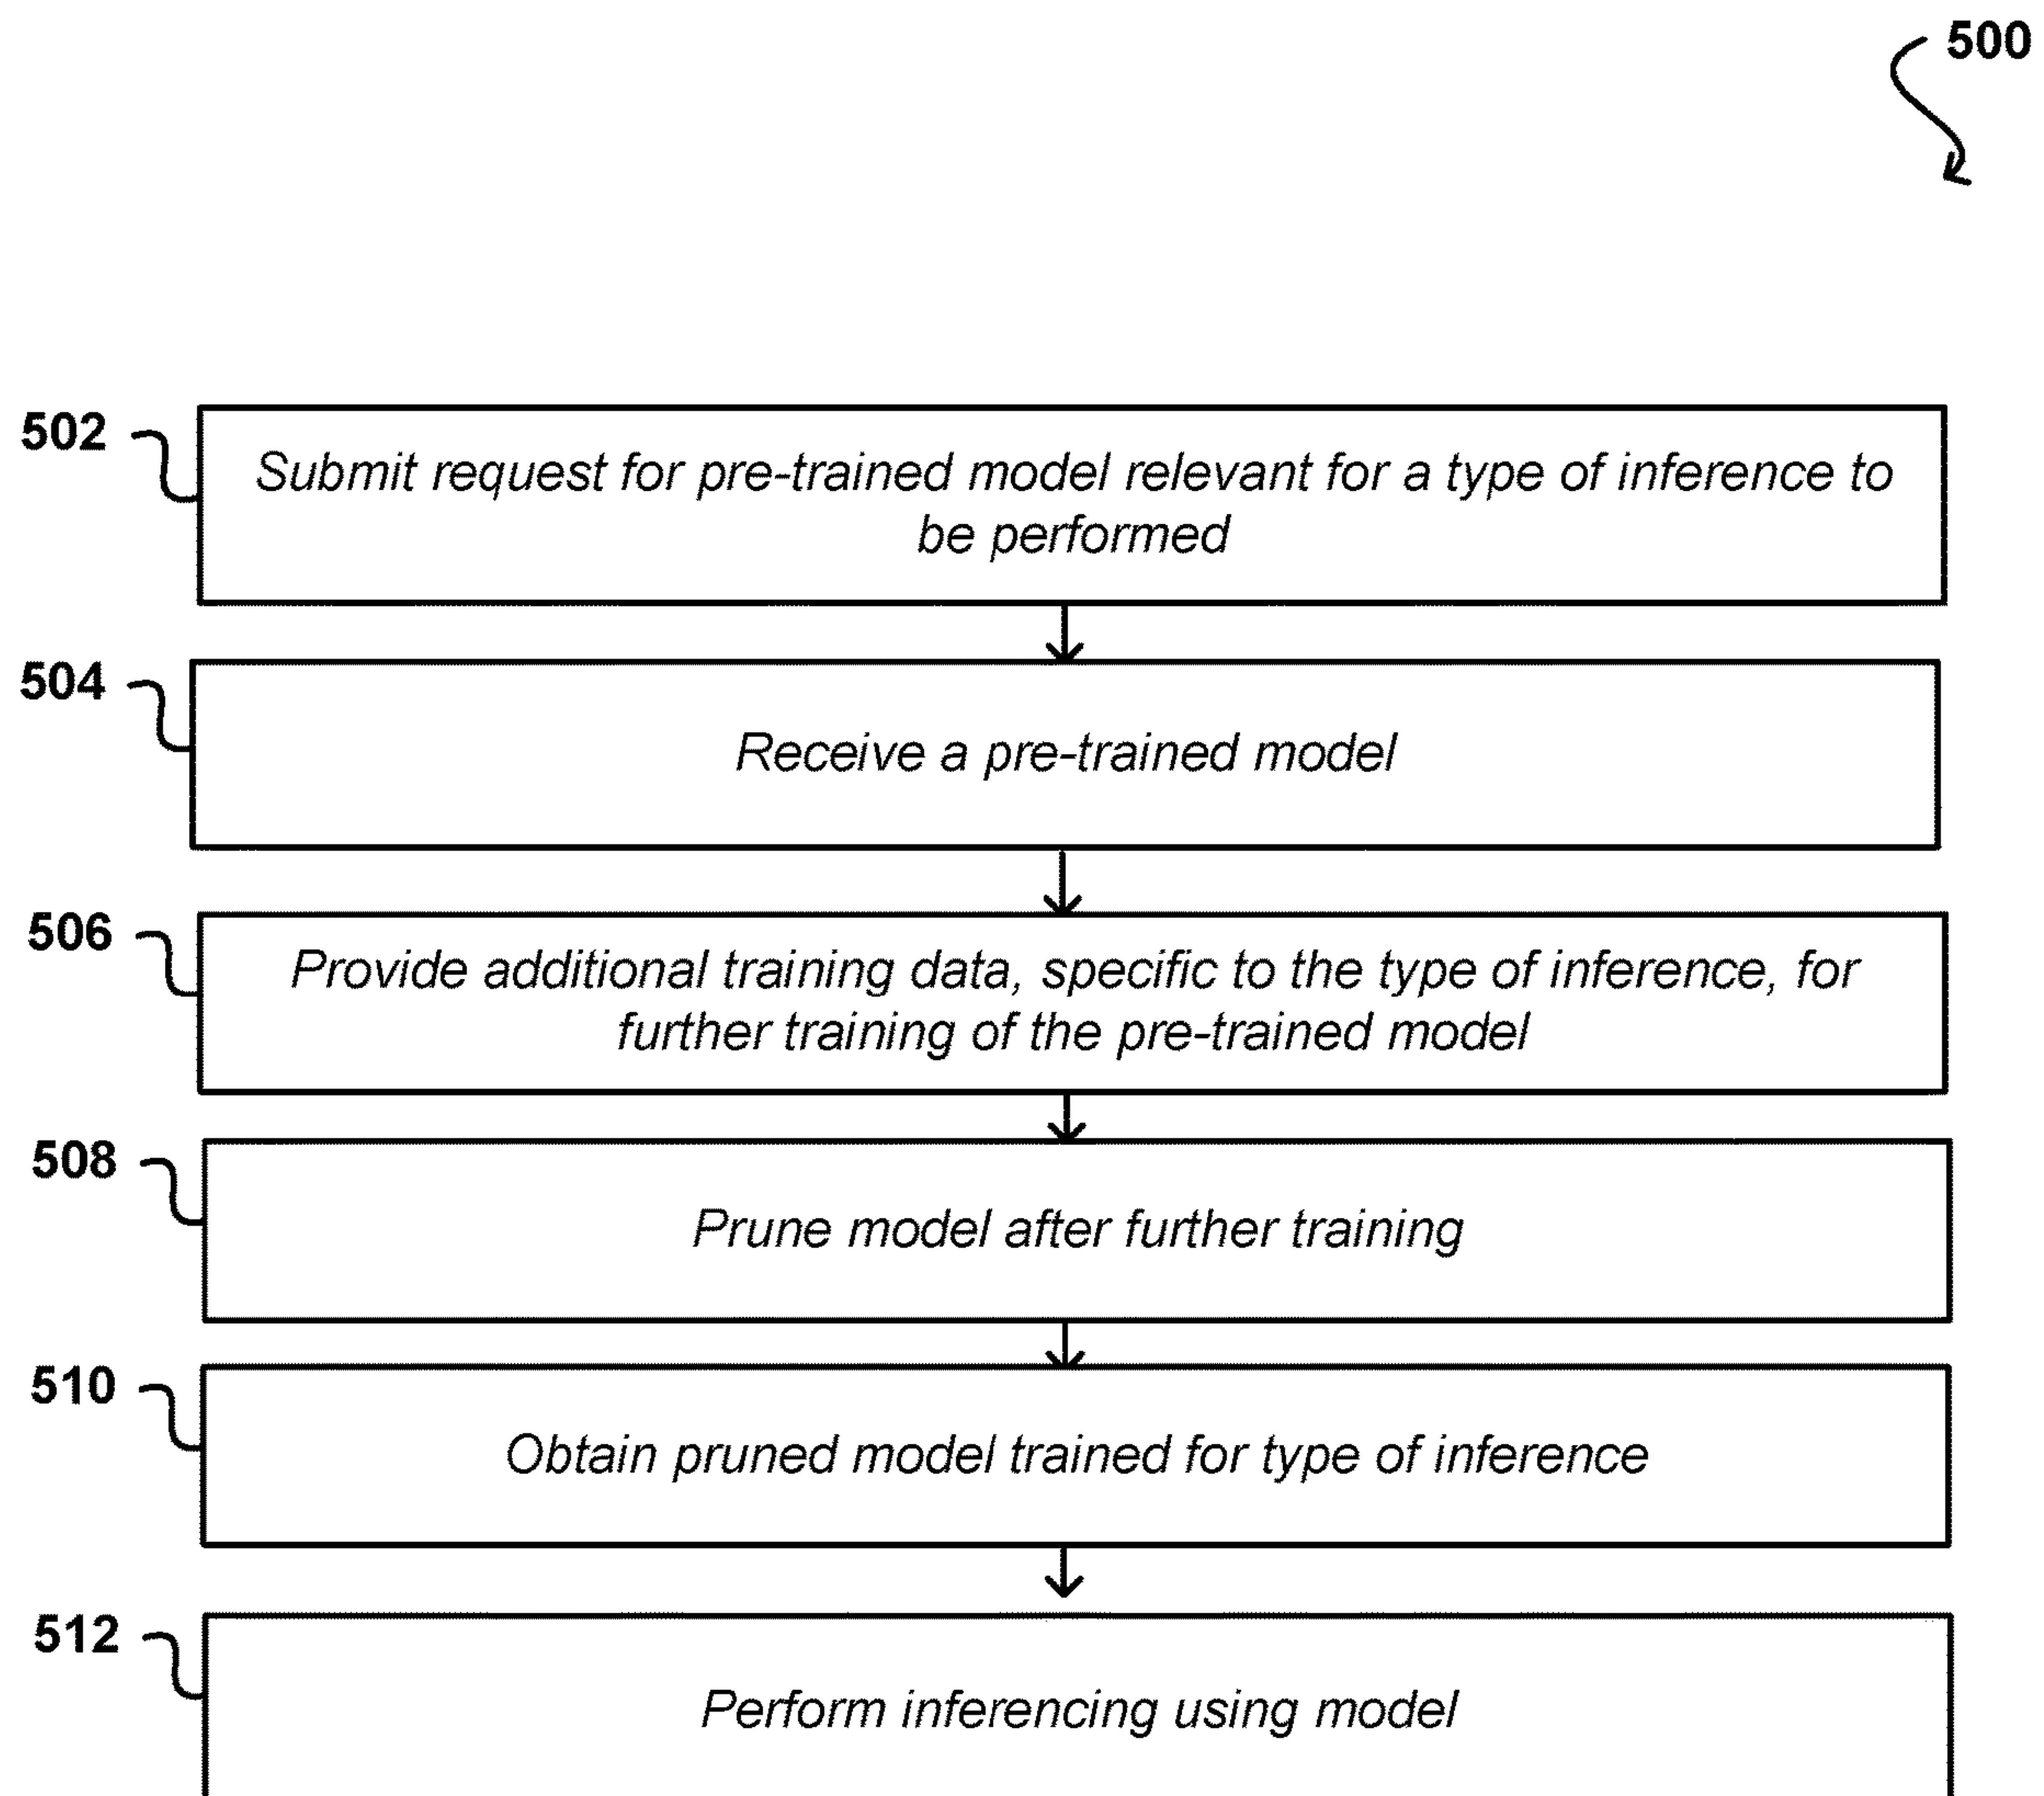 500
502
Submit request for pre-trained model relevant for a type of inference to
be performed
504
Receive a pre-trained model
506
Provide additional training data, specific to the type of inference, for
further training of the pre-trained model
508
Prune model after further training
510
Obtain pruned model trained for type of inference
512
Perform inferencing using model